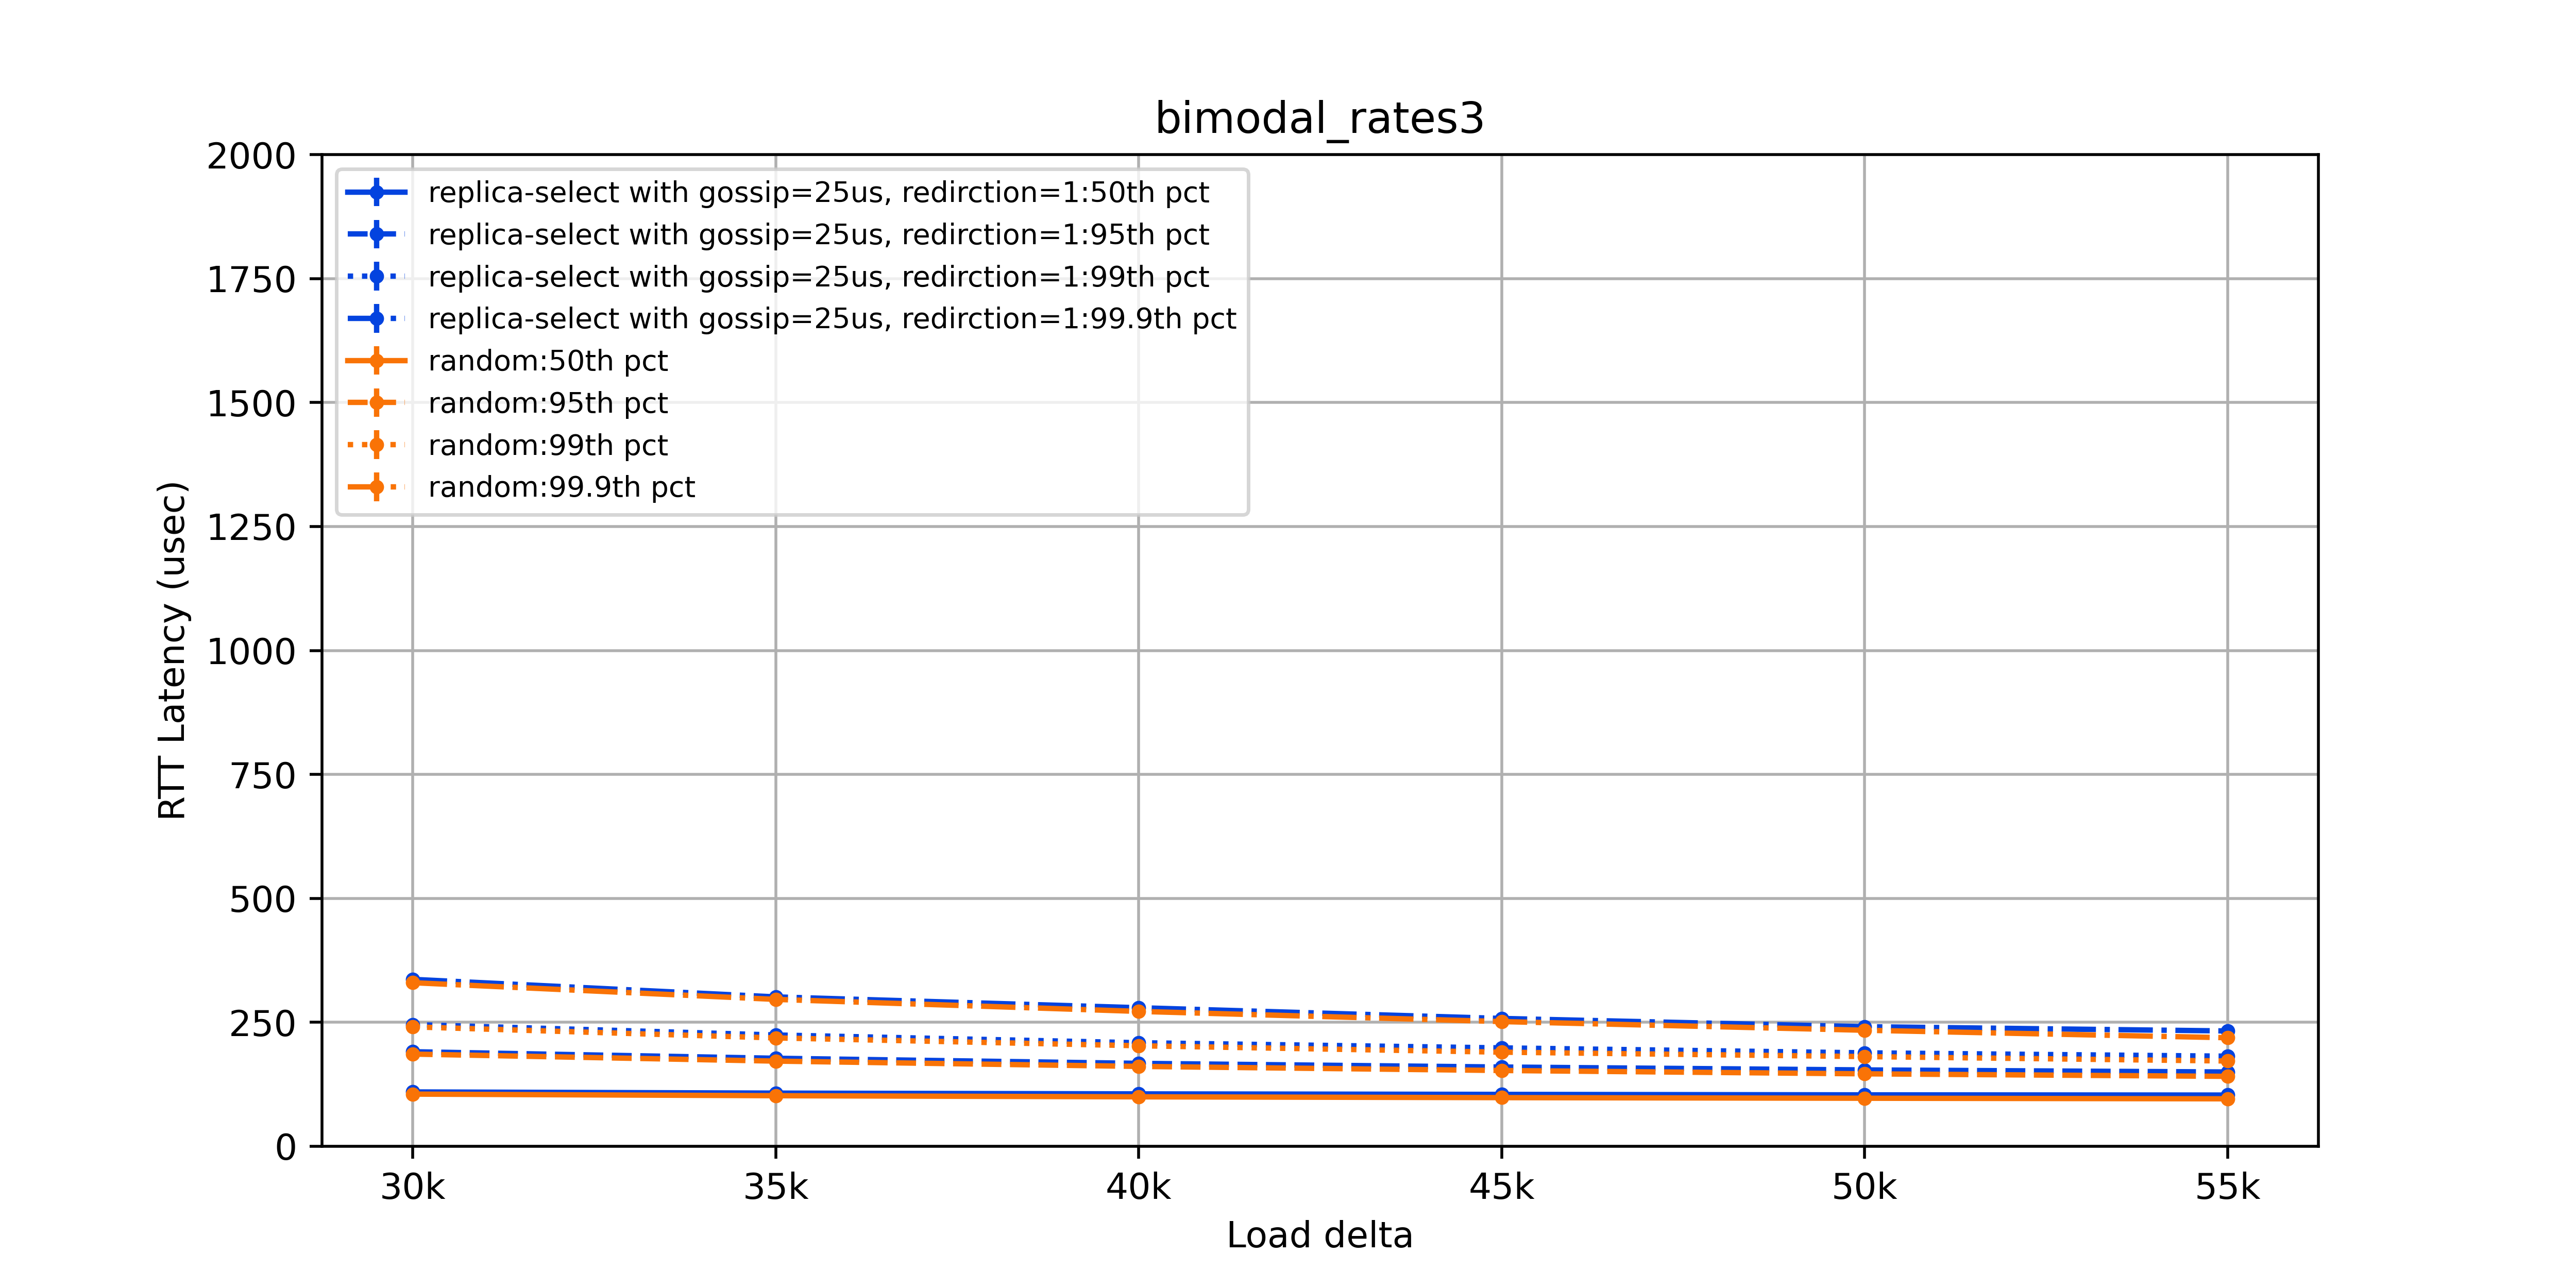 bimodal_rates3
2000
1750
1500
1250
1000
750
500
250
0
RTT Latency (usec)
replica-select with gossip=25us, redirction=1:50th pct
replica-select with gossip=25us, redirction=1:95th pct
replica-select with gossip=25us, redirction=1:99th pct
replica-select with gossip=25us, redirction=1:99.9th pct
random:50th pct
random:95th pct
random:99th pct
random:99.9th pct
30k 35k 40k 45k 50k 55k
Load delta